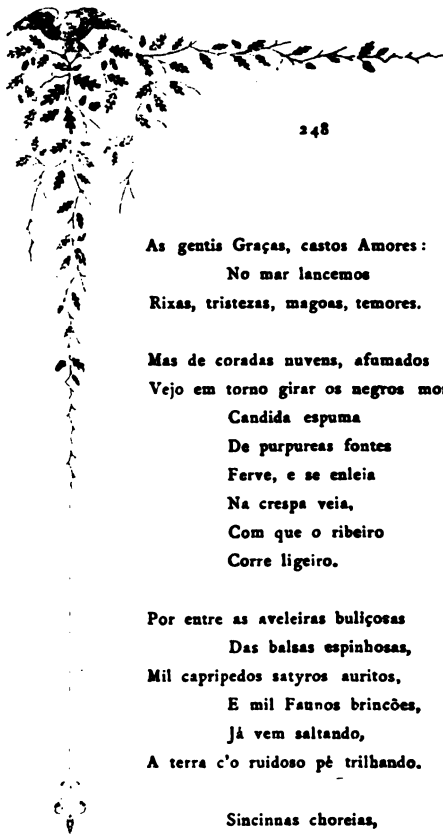 248
As gentis Graças, castos Amores:
No mar lancemos
Rixas, tristezas, magoas, temores.
Mas de coradas nuvens, afumados
Vejo em torno girar os negros
Candida espuma
De purpureas fontes
Ferve, e se enleia
Na crespa veia,
Com que o ribeiro
Corre ligeiro.
Por entre as aveleiras buliçosas
Das balsas espinhosas,
Mil capripedos satyros auritos,
E mil Faunos brincões,
Já vem saltando,
A terra c'o ruidoso pé trilhando.
Sincinnas choreias,